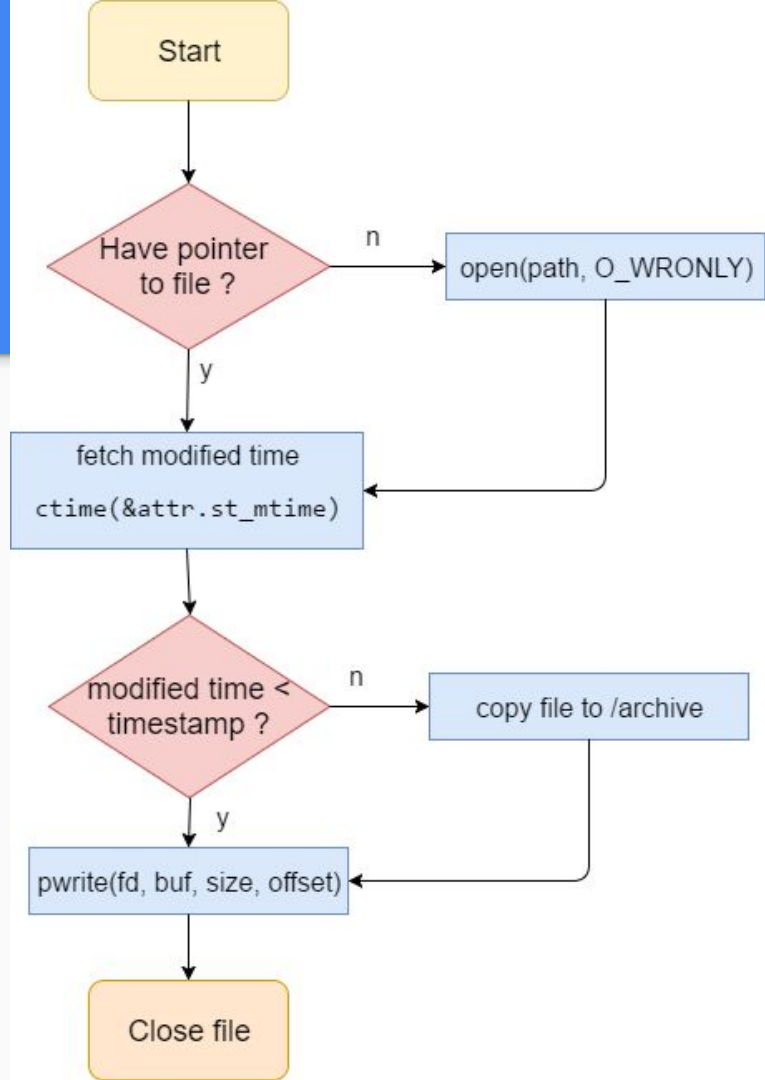 Start
Have pointer
to file ?
n
open(path, O_WRONLY)
y
fetch modified time
ctime(&attr.st_mtime)
modified time <
timestamp ?
n
copy file to /archive
y
pwrite(fd, buf, size, offset)
Close file